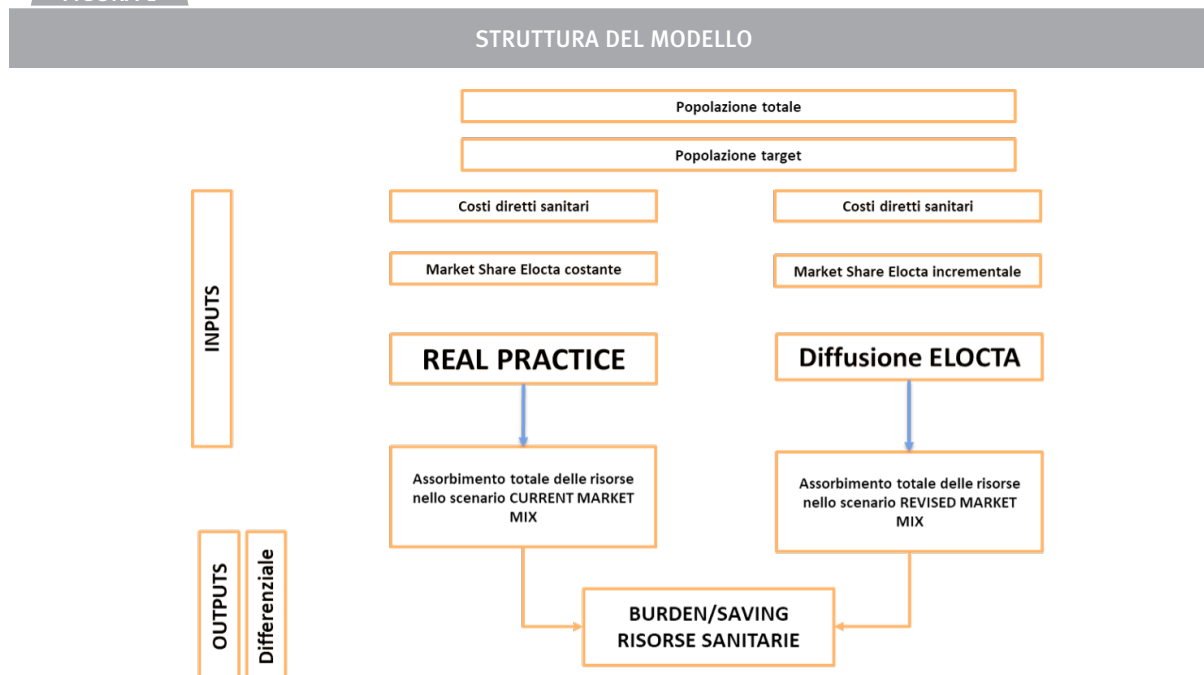 STRUTTURA DEL MODELLO
Popolazione totale
Popolazione target
INPUTS
Costi diretti sanitari
Costi diretti sanitari
Market Share Elocta costante
Market Share Elocta incrementale
REAL PRACTICE
Diffusione ELOCTA
Assorbimento totale delle risorse
nello scenario CURRENT MARKET
MIX
Assorbimento totale delle risorse
nello scenario REVISED MARKET
MIX
OUTPUTS
Differenziale
BURDEN/SAVING
RISORSE SANITARIE